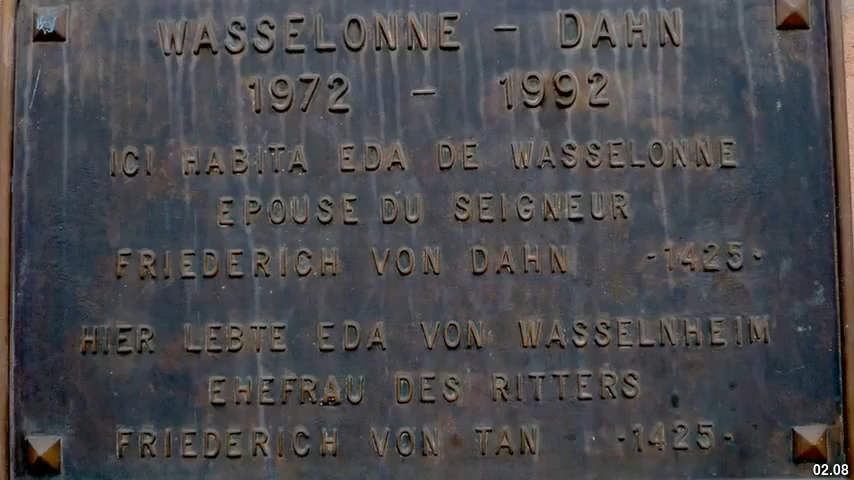 WASSELONNE - DAHN
1972 - 1992
ICI HABITA EDA DE WASSELONNE
EPOUSE DU SEIGNEUR
FRIEDERICH VON DAHN -1425-
HIER LEBTE EDA VON WASSELNHEIM
EHEFRAU DES RITTERS
FRIEDERICH VON TAN -1425-
02.08